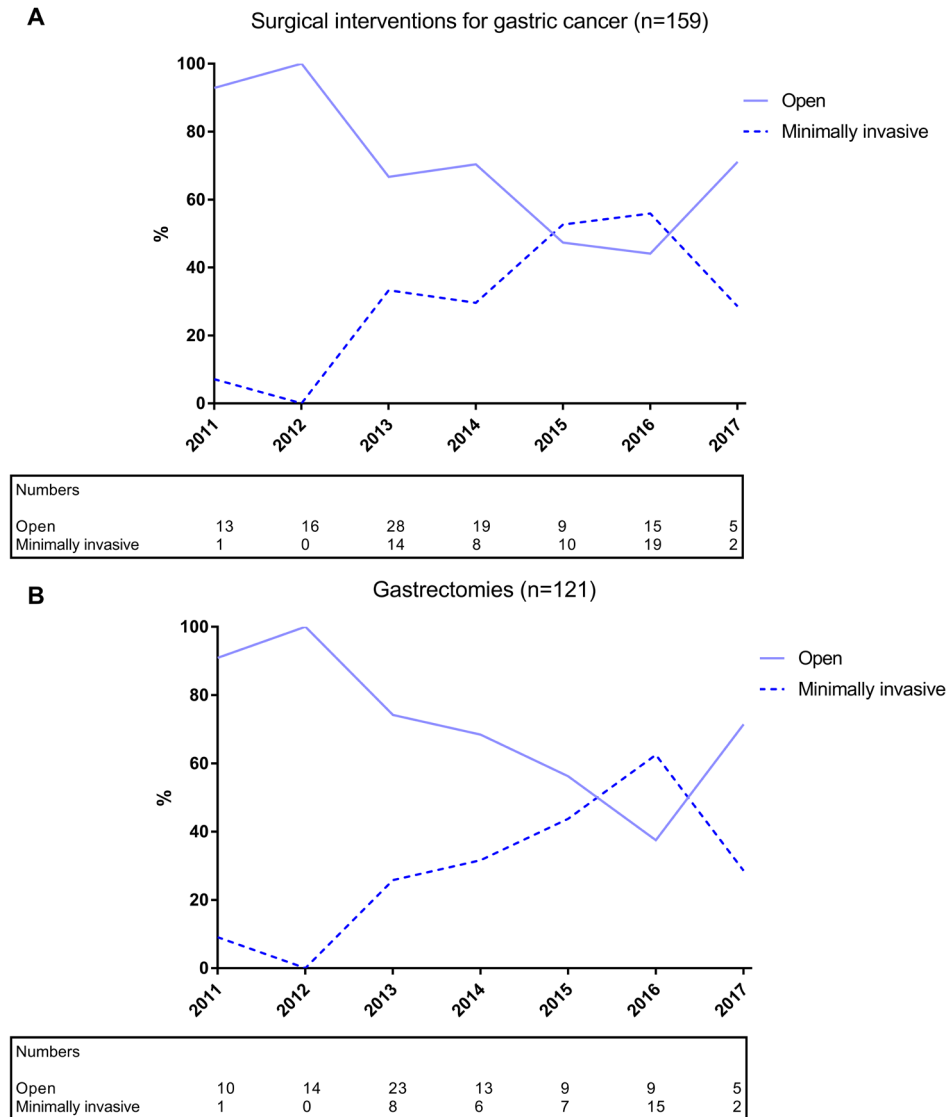 A
Surgical interventions for gastric cancer (n=159)
100
80
60
40
20
0
%
Open
Minimally invasive
2011 2012 2013 2014 2015 2016 2017
Numbers
Open 13 16 28 19 9 15 5
Minimally invasive 1 0 14 8 10 19 2
B
Gastrectomies (n=121)
100
80
60
40
20
0
%
Open
Minimally invasive
2011 2012 2013 2014 2015 2016 2017
Numbers
Open 10 14 23 13 9 9 5
Minimally invasive 1 0 8 6 7 15 2